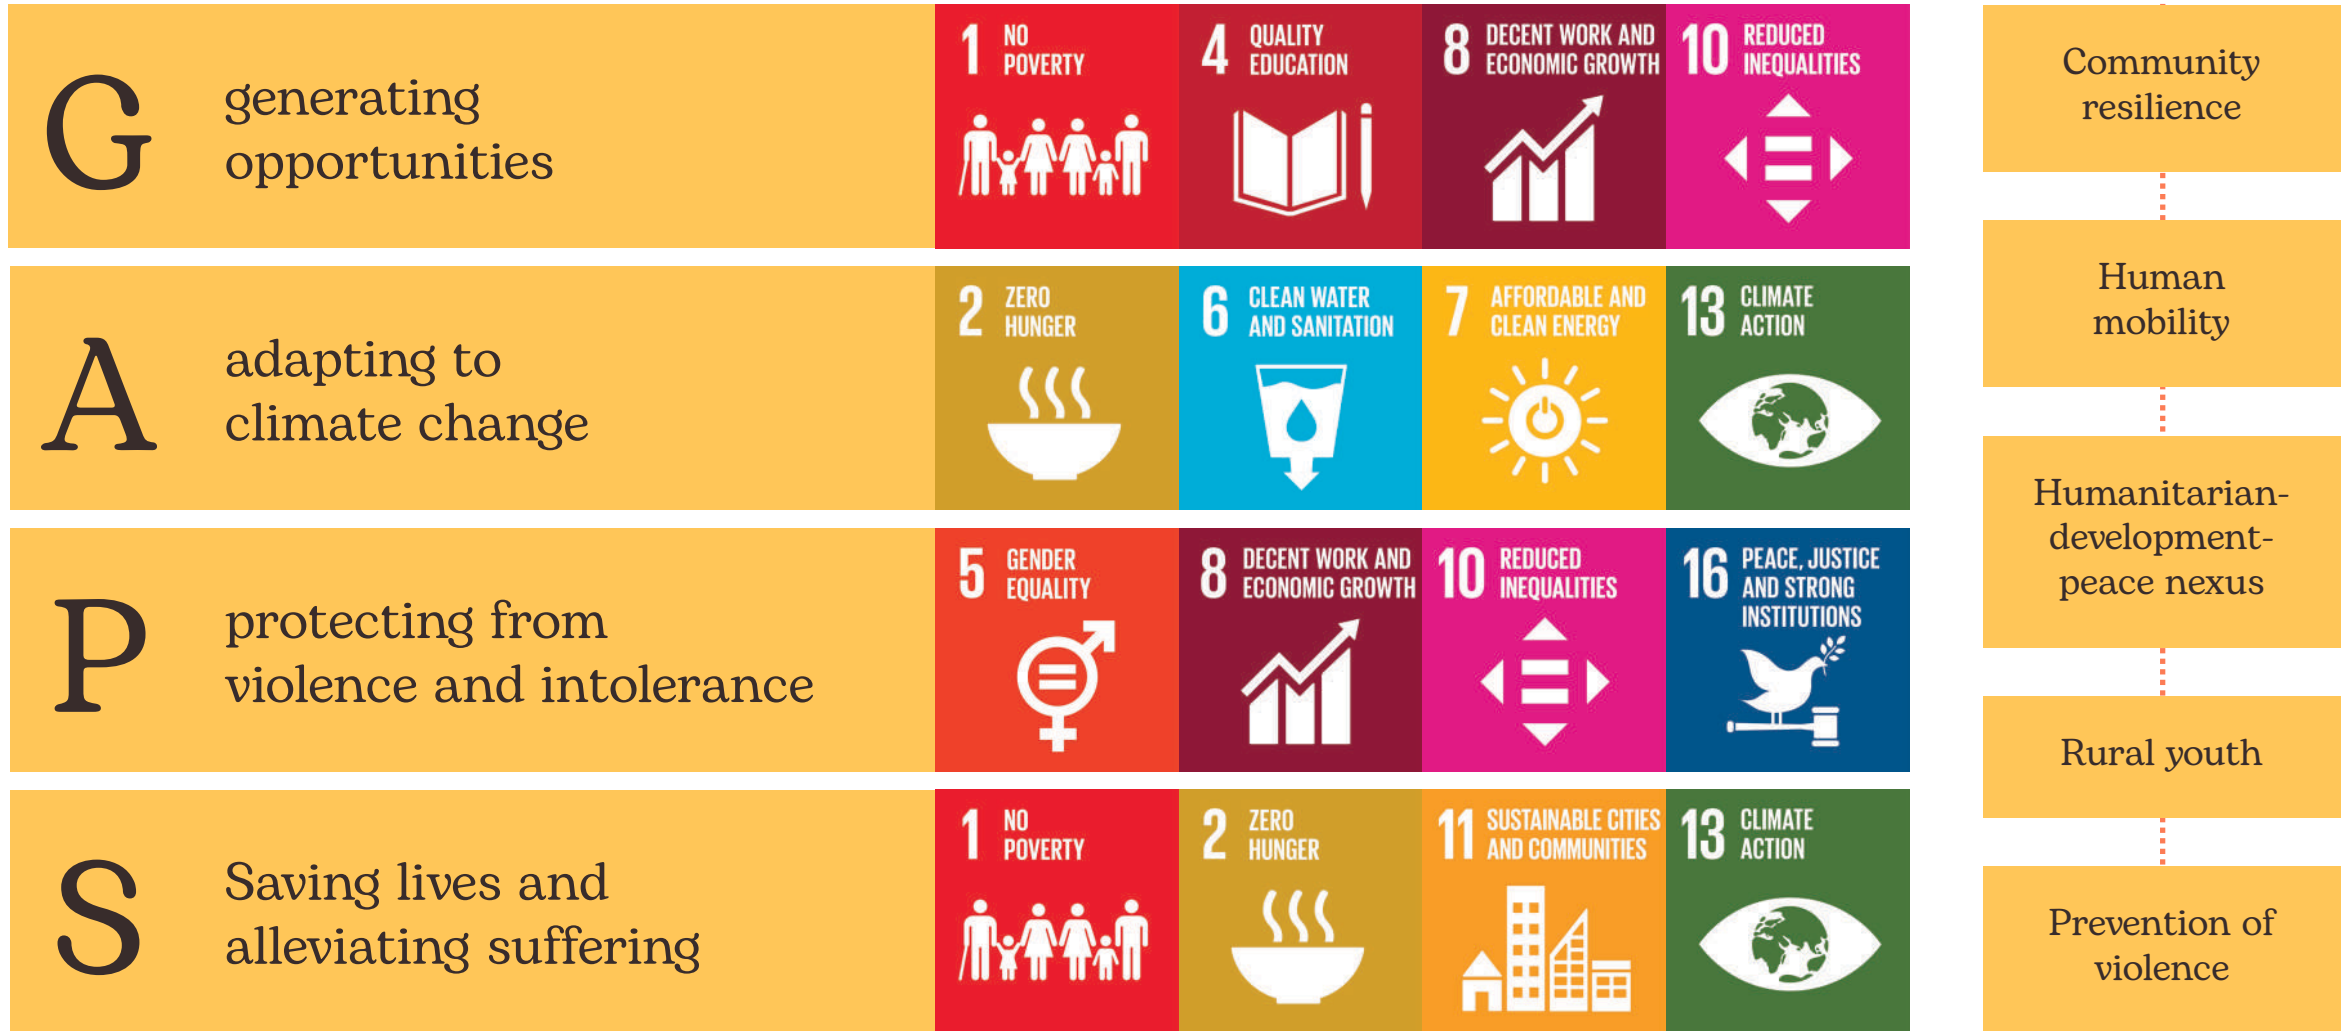 G
generating
opportunities
1 NO
POVERTY
4 QUALITY
EDUCATION
8 DECENT WORK AND
ECONOMIC GROWTH
10 REDUCED
INEQUALITIES
A
adapting to
climate change
2 ZERO
HUNGER
6 CLEAN WATER
AND SANITATION
7 AFFORDABLE AND
CLEAN ENERGY
13 CLIMATE
ACTION
P
protecting from
violence and intolerance
5 GENDER
EQUALITY
8 DECENT WORK AND
ECONOMIC GROWTH
10 REDUCED
INEQUALITIES
16 PEACE, JUSTICE
AND STRONG
INSTITUTIONS
S
Saving lives and
alleviating suffering
1 NO
POVERTY
2 ZERO
HUNGER
11 SUSTAINABLE CITIES
AND COMMUNITIES
13 CLIMATE
ACTION
Community
resilience
Human
mobility
Humanitarian-
development-
peace nexus
Rural youth
Prevention of
violence